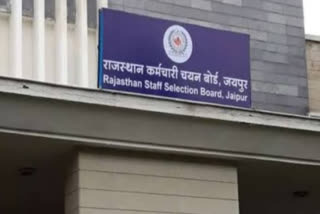 राजस्थान कर्मचारी चयन बोर्ड, जयपुर
Rajasthan Staff Selection Board, Jaipur